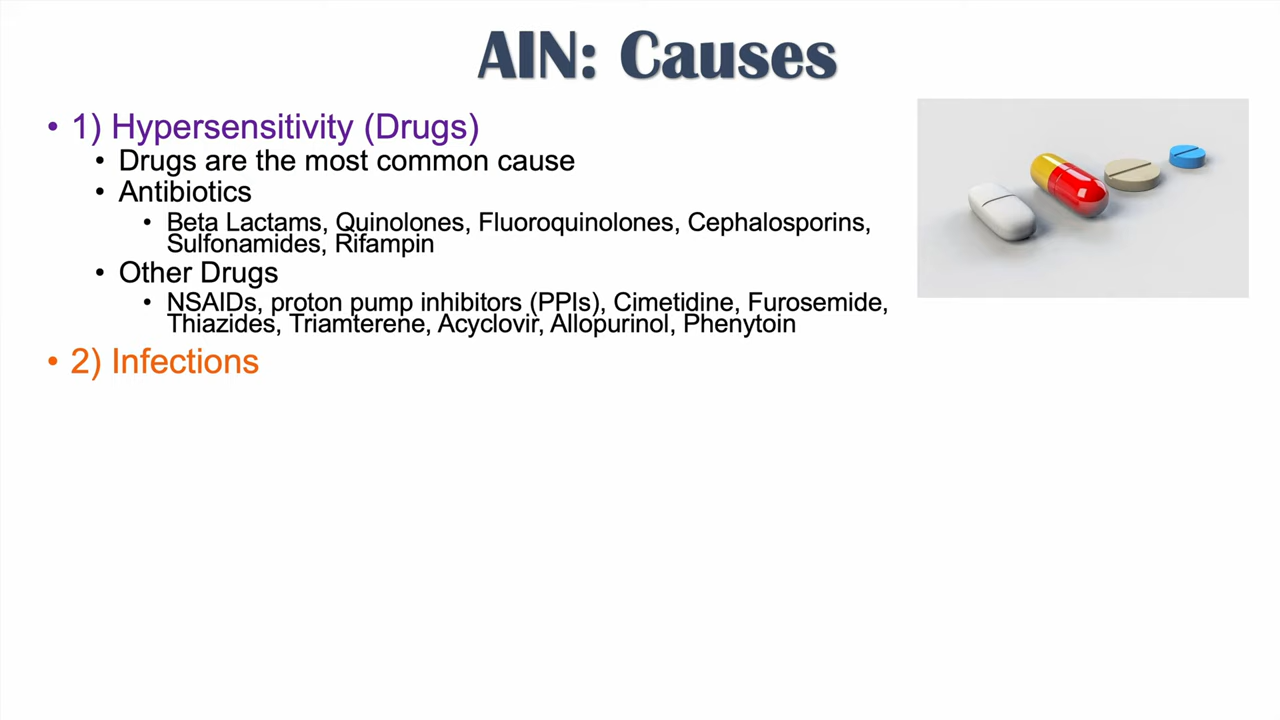 AIN: Causes
• 1) Hypersensitivity (Drugs)
• Drugs are the most common cause
• Antibiotics
• Beta Lactams, Quinolones, Fluoroquinolones, Cephalosporins,
Sulfonamides, Rifampin
• Other Drugs
• NSAIDs, proton pump inhibitors (PPIs), Cimetidine, Furosemide,
Thiazides, Triamterene, Acyclovir, Allopurinol, Phenytoin
• 2) Infections